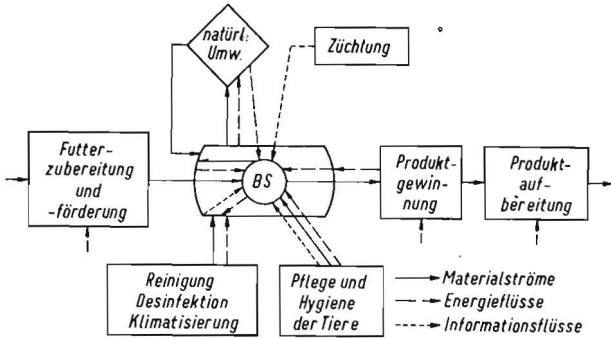 natürl.
Umw.
Züchtung
Futter-
zubereitung
und
-förderung
BS
Produkt-
gewin-
nung
Produkt-
auf-
bereitung
Reinigung
Desinfektion
Klimatisierung
Pflege und
Hygiene
der Tiere
Materialströme
Energieflüsse
Informationsflüsse